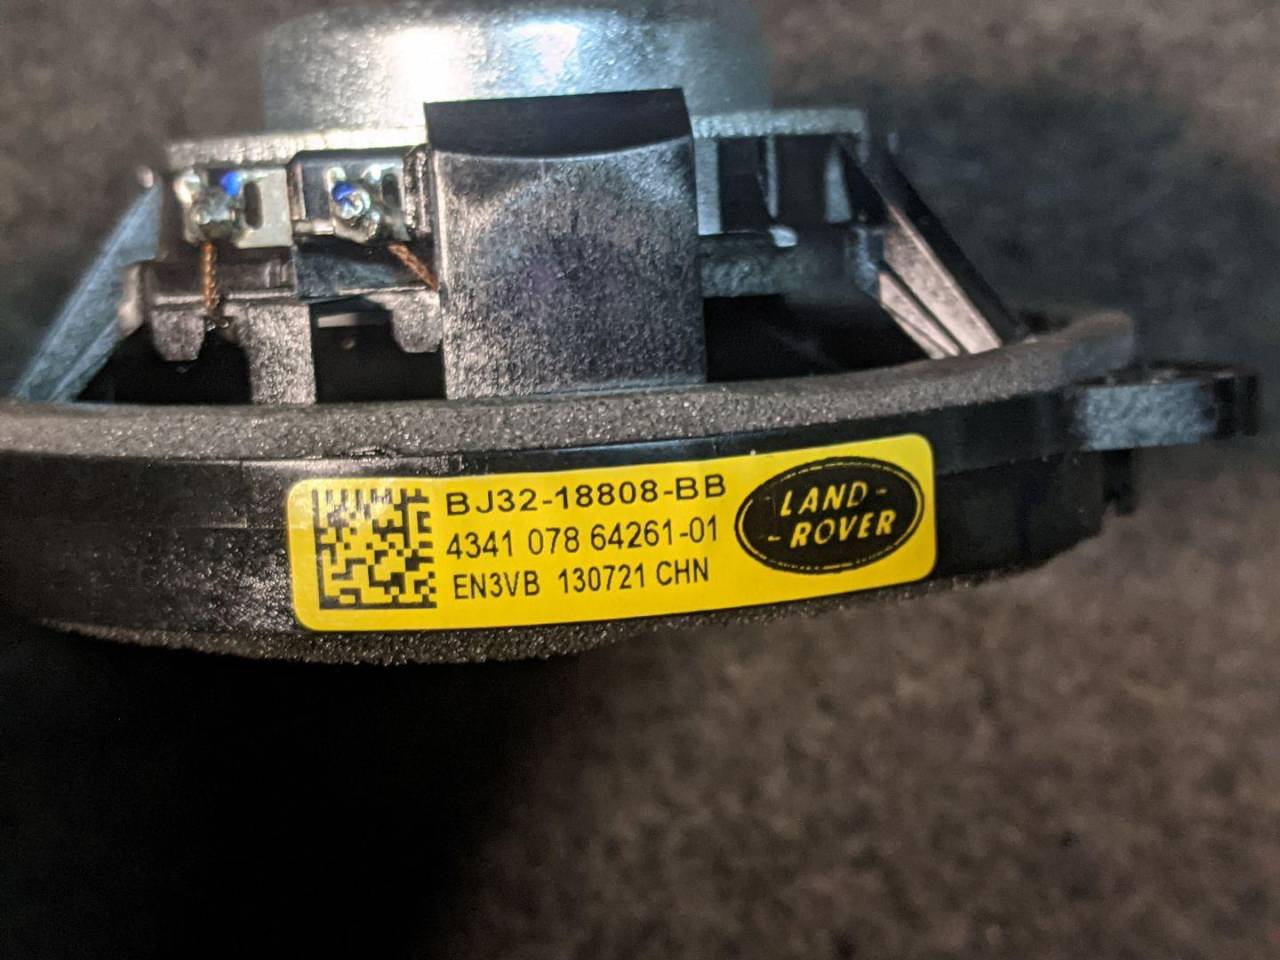 BJ32-18808-BB
4341 078 64261-01
EN3VB 130721 CHN
LAND-
-ROVER